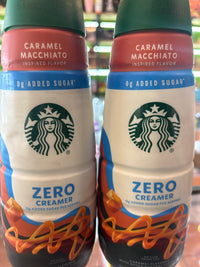 CARAMEL
MACCHIATO
INSPIRED FLAVOR
0g ADDED SUGAR*
ZERO
CREAMER
CARAMEL
MACCHIATO
INSPIRED FLAVOR
0g ADDED SUGAR*
ZERO
CREAMER